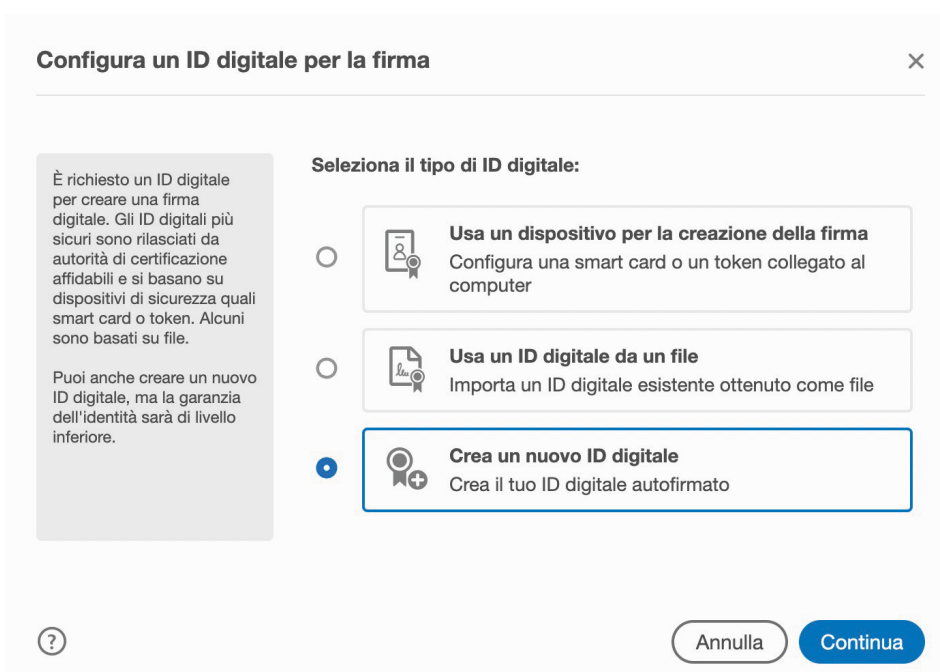 Configura un ID digitale per la firma
È richiesto un ID digitale
per creare una firma
digitale. Gli ID digitali più
sicuri sono rilasciati da
autorità di certificazione
affidabili e si basano su
dispositivi di sicurezza quali
smart card o token. Alcuni
sono basati su file.
Puoi anche creare un nuovo
ID digitale, ma la garanzia
dell'identità sarà di livello
inferiore.
Seleziona il tipo di ID digitale:
Usa un dispositivo per la creazione della firma
Configura una smart card o un token collegato al
computer
Usa un ID digitale da un file
Importa un ID digitale esistente ottenuto come file
Crea un nuovo ID digitale
Crea il tuo ID digitale autofirmato
?
Annulla
Continua